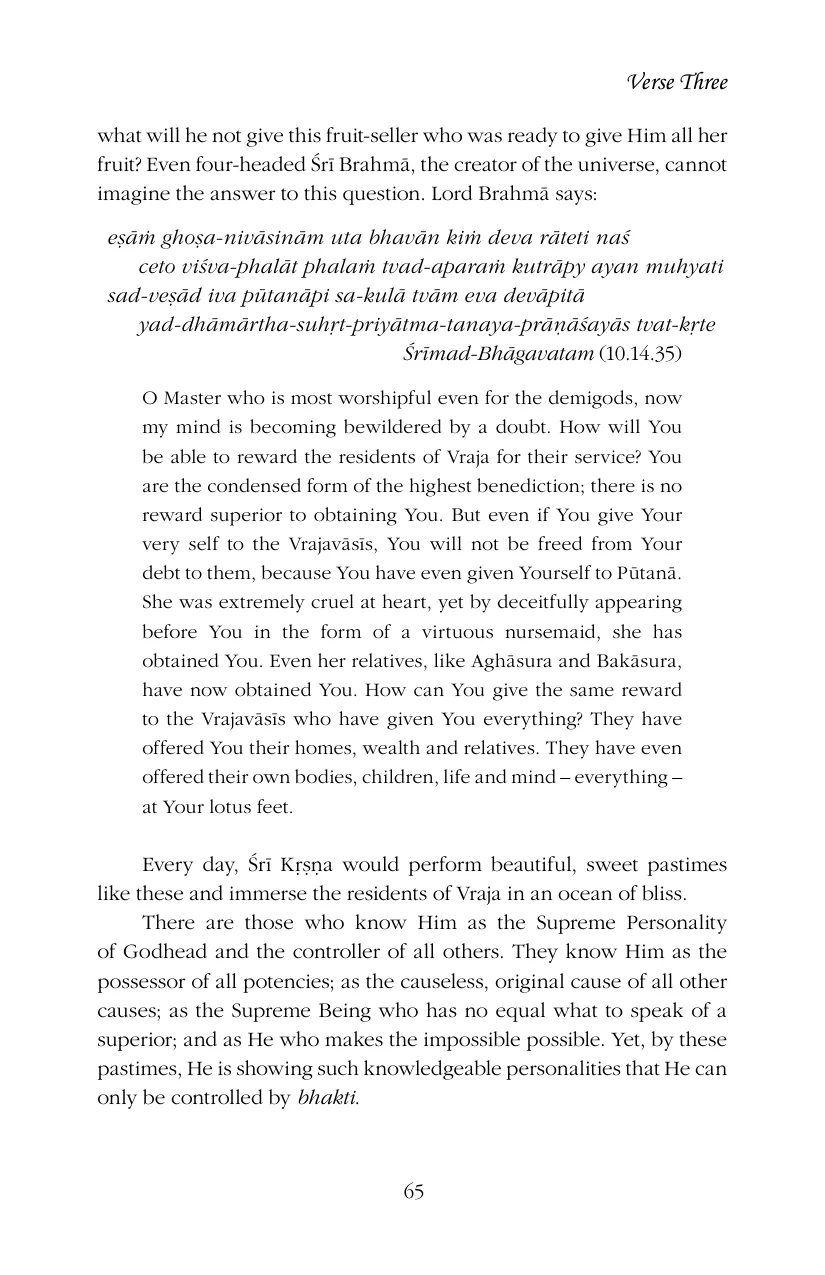 Verse Three
what will he not give this fruit-seller who was ready to give Him all her
fruit? Even four-headed Śrī Brahmā, the creator of the universe, cannot
imagine the answer to this question. Lord Brahmā says:
eṣāṁ ghoṣa-nivāsinām uta bhavān kiṁ deva rāteti naś
ceto viśva-phalāt phalaṁ tvad-aparaṁ kutrāpy ayan muhyati
sad-veṣād iva pūtanāpi sa-kulā tvām eva devāpitā
yad-dhāmārtha-suhṛt-priyātma-tanaya-prāṇāśayās tvat-kṛte
Śrīmad-Bhāgavatam (10.14.35)
O Master who is most worshipful even for the demigods, now
my mind is becoming bewildered by a doubt. How will You
be able to reward the residents of Vraja for their service? You
are the condensed form of the highest benediction; there is no
reward superior to obtaining You. But even if You give Your
very self to the Vrajavāsīs, You will not be freed from Your
debt to them, because You have even given Yourself to Pūtanā.
She was extremely cruel at heart, yet by deceitfully appearing
before You in the form of a virtuous nursemaid, she has
obtained You. Even her relatives, like Aghāsura and Bakāsura,
have now obtained You. How can You give the same reward
to the Vrajavāsīs who have given You everything? They have
offered You their homes, wealth and relatives. They have even
offered their own bodies, children, life and mind – everything –
at Your lotus feet.
Every day, Śrī Kṛṣṇa would perform beautiful, sweet pastimes
like these and immerse the residents of Vraja in an ocean of bliss.
There are those who know Him as the Supreme Personality
of Godhead and the controller of all others. They know Him as the
possessor of all potencies; as the causeless, original cause of all other
causes; as the Supreme Being who has no equal what to speak of a
superior; and as He who makes the impossible possible. Yet, by these
pastimes, He is showing such knowledgeable personalities that He can
only be controlled by bhakti.
65